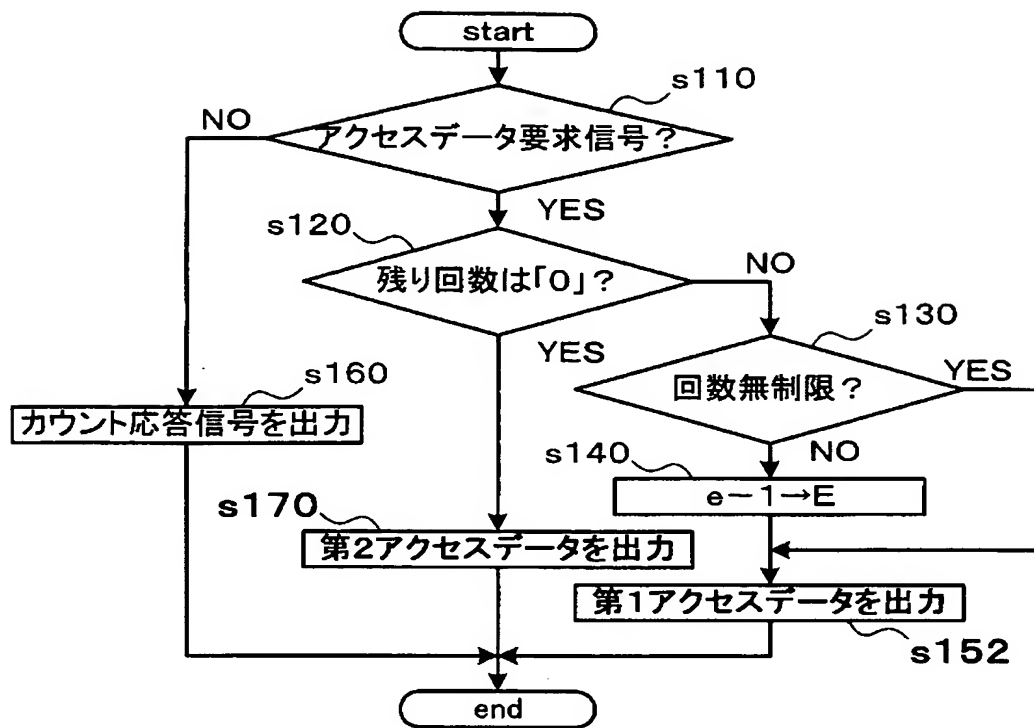 start
s110
NO
アクセスデータ要求信号？
YES
s120
残り回数は「0」？
NO
s130
YES
回数無制限？
YES
s160
カウント応答信号を出力
NO
s140
e－1→E
s170
第2アクセスデータを出力
第1アクセスデータを出力
s152
end